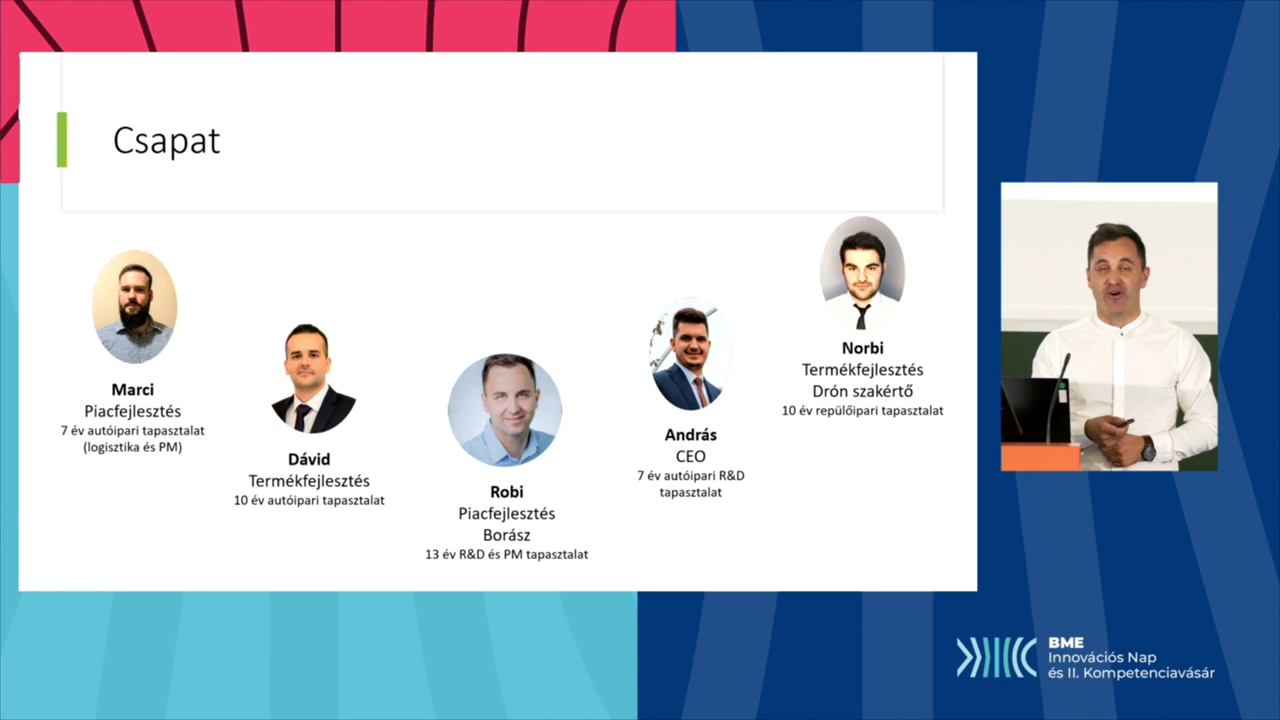 Csapat
Marci
Piacfejlesztés
7 év autóipari tapasztalat
(logisztika és PM)
Dávid
Termékfejlesztés
10 év autóipari tapasztalat
Robi
Piacfejlesztés
Borász
13 év R&D és PM tapasztalat
András
CEO
7 év autóipari R&D
tapasztalat
Norbi
Termékfejlesztés
Drón szakértő
10 év repülőipari tapasztalat
BME
Innovációs Nap
és II. Kompetenciavásár